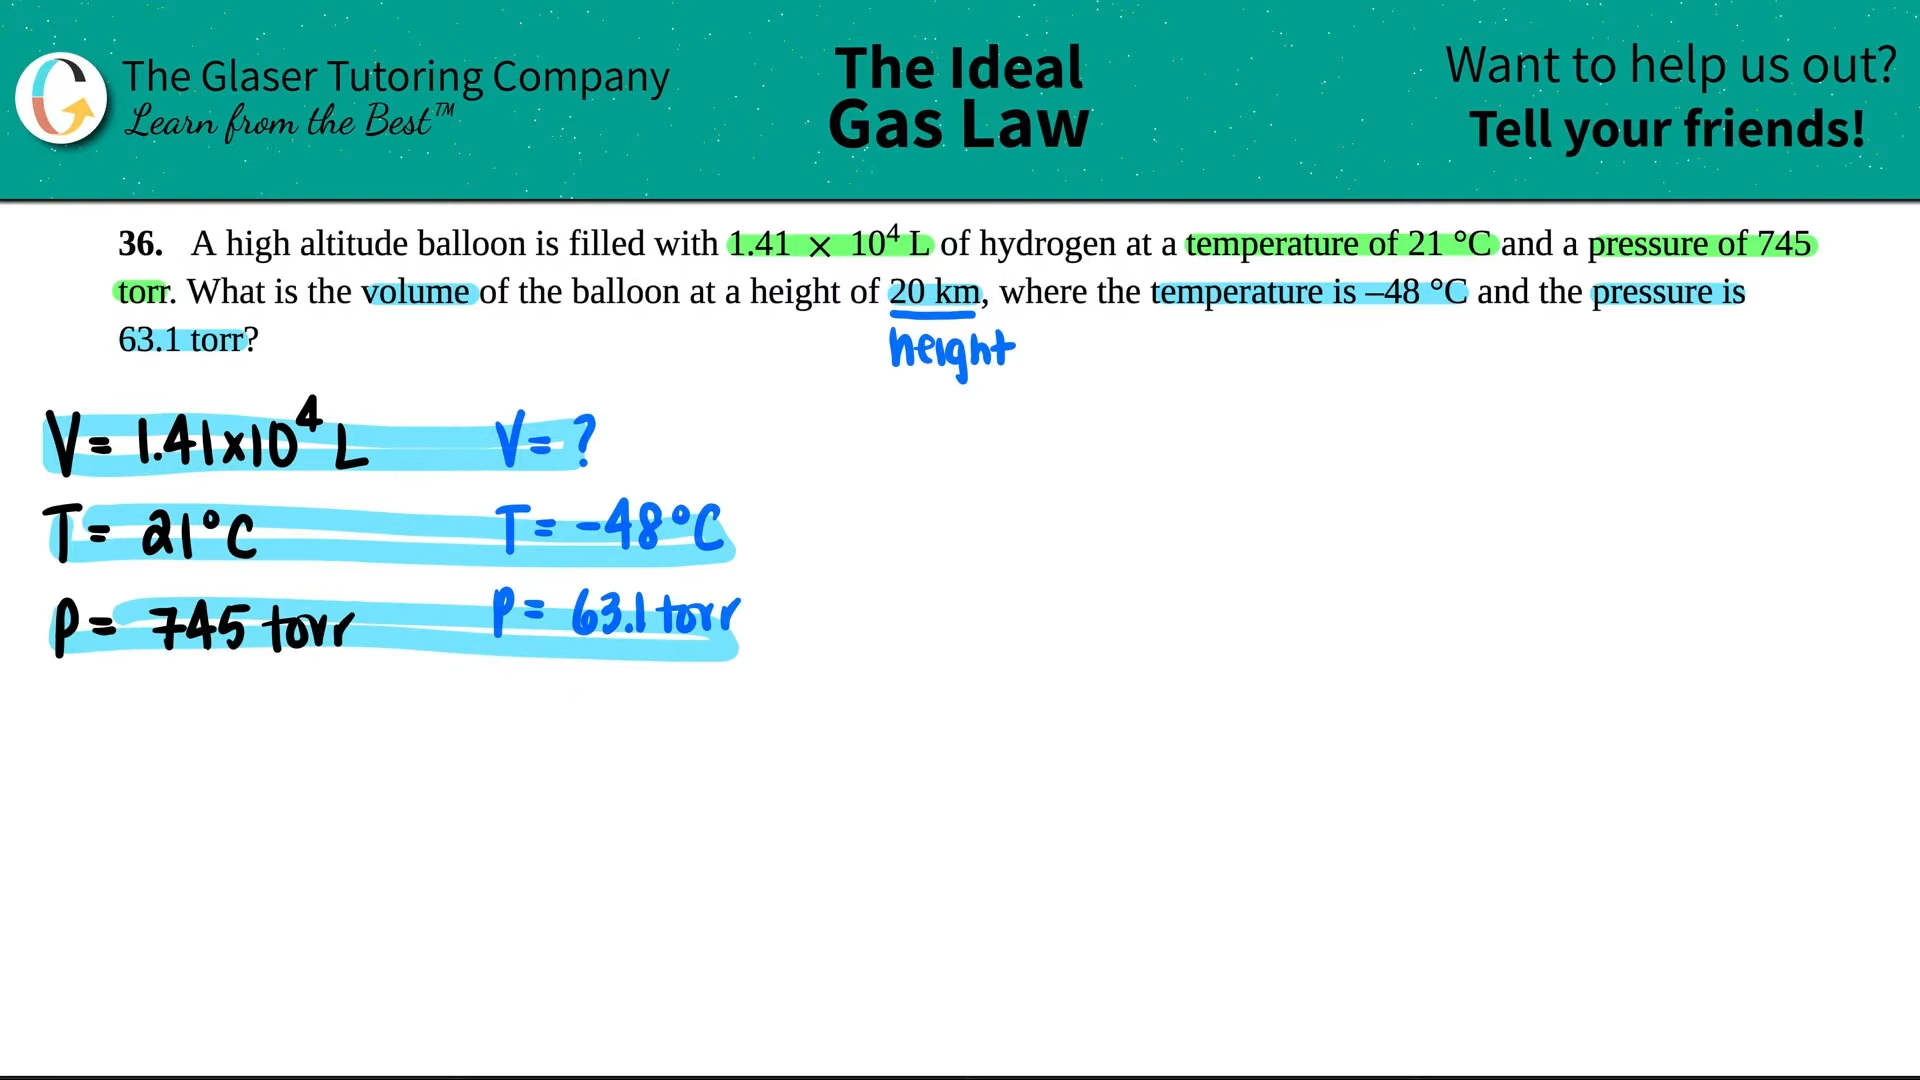 The Glaser Tutoring Company
Learn from the Best™
The Ideal
Gas Law
Want to help us out?
Tell your friends!
36. A high altitude balloon is filled with 1.41 × 10⁴ L of hydrogen at a temperature of 21 °C and a pressure of 745
torr. What is the volume of the balloon at a height of 20 km, where the temperature is –48 °C and the pressure is
63.1 torr?
height
V= 1.41x10⁴ L V= ?
T= 21°C T= -48°C
P= 745 torr P= 63.1 torr